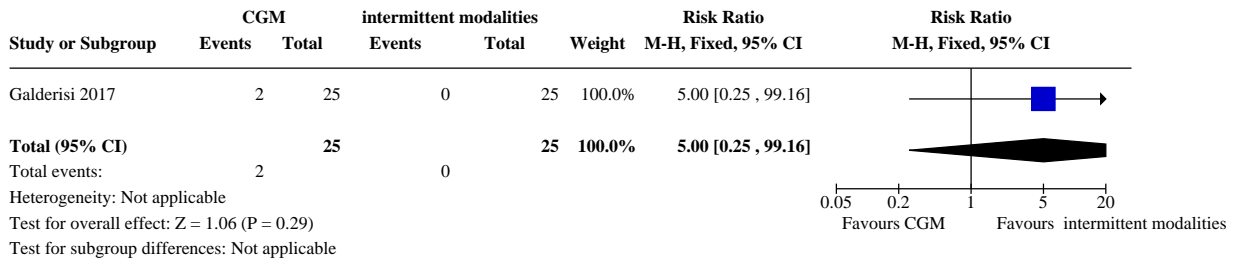 CGM intermittent modalities Risk Ratio Risk Ratio
Study or Subgroup Events Total Events Total Weight M-H, Fixed, 95% CI M-H, Fixed, 95% CI
Galderisi 2017 2 25 0 25 100.0% 5.00 [0.25 , 99.16]
Total (95% CI) 25 25 100.0% 5.00 [0.25 , 99.16]
Total events: 2 0
Heterogeneity: Not applicable
0.05 0.2 1 5 20
Test for overall effect: Z = 1.06 (P = 0.29) Favours CGM Favours intermittent modalities
Test for subgroup differences: Not applicable